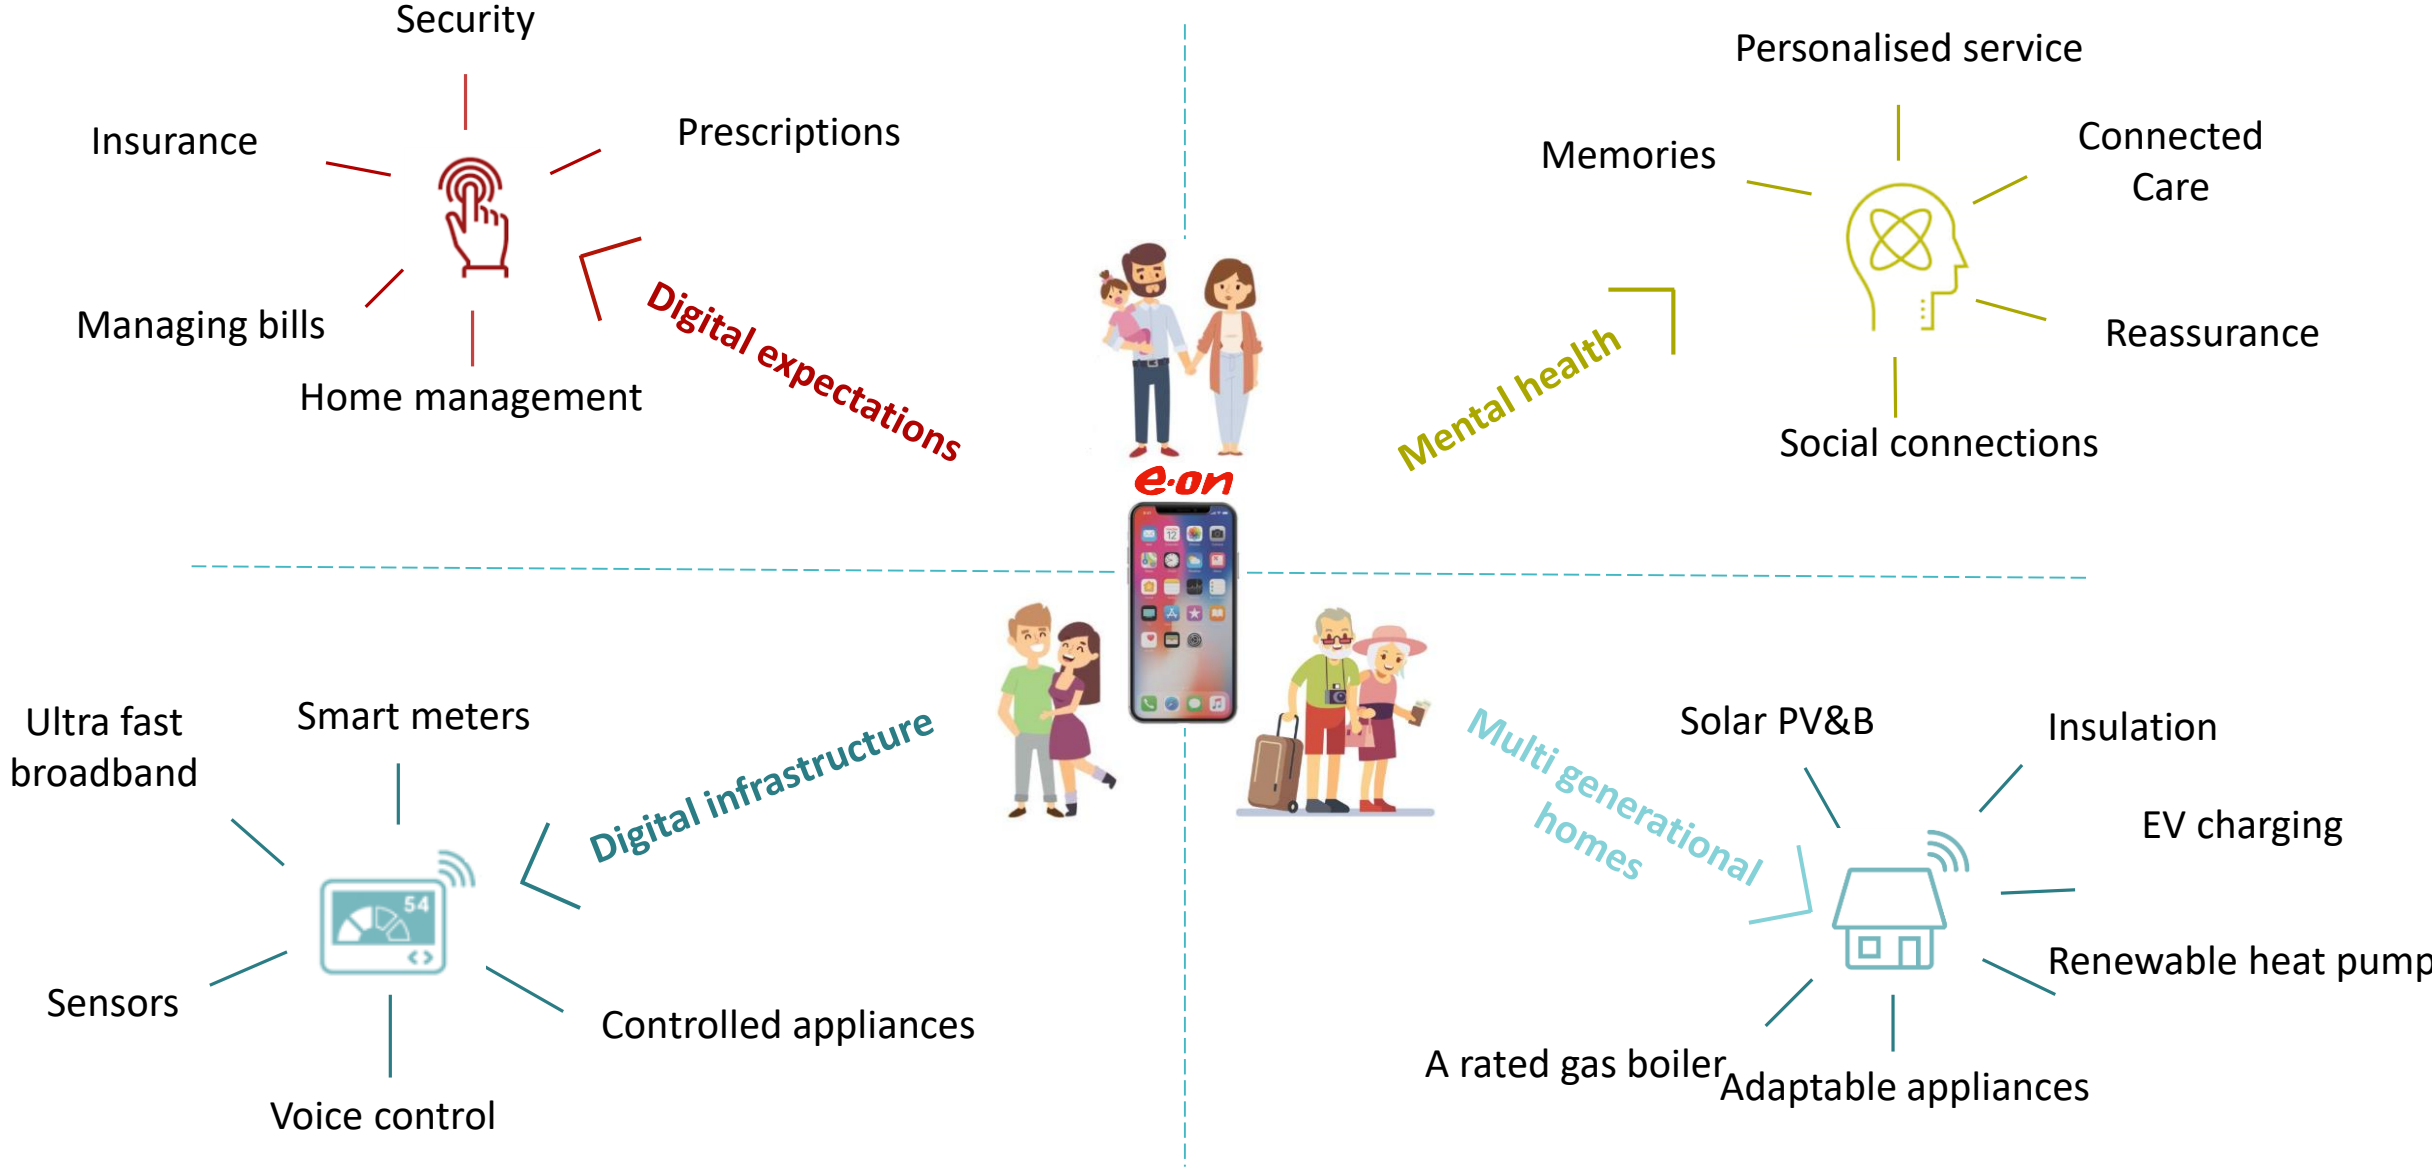 Security
Insurance
Prescriptions
Managing bills
Home management
Digital expectations
Personalised service
Memories
Connected
Care
Reassurance
Social connections
Mental health
e·on
12
Ultra fast
broadband
Smart meters
Sensors
54
Controlled appliances
Voice control
Digital infrastructure
Multi generational
homes
Solar PV&B
Insulation
EV charging
Renewable heat pump
A rated gas boiler
Adaptable appliances